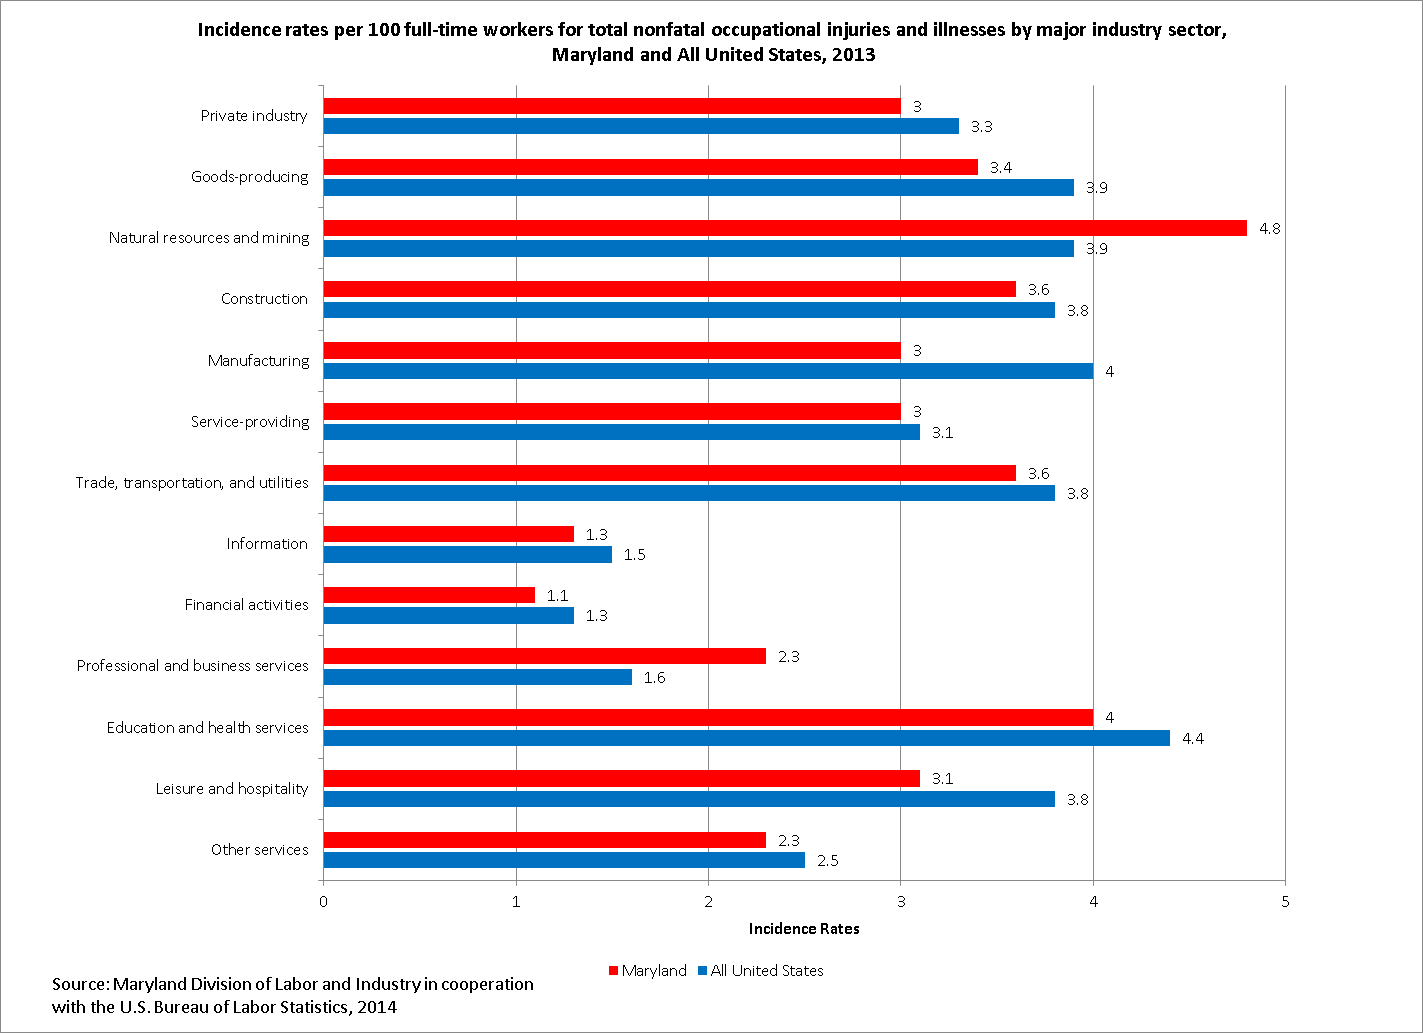 Incidence rates per 100 full-time workers for total nonfatal occupational injuries and illnesses by major industry sector,
Maryland and All United States, 2013
Private industry
3
3.3
Goods-producing
3.4
3.9
Natural resources and mining
4.8
3.9
Construction
3.6
3.8
Manufacturing
3
4
Service-providing
3
3.1
Trade, transportation, and utilities
3.6
3.8
Information
1.3
1.5
Financial activities
1.1
1.3
Professional and business services
2.3
1.6
Education and health services
4
4.4
Leisure and hospitality
3.1
3.8
Other services
2.3
2.5
0 1 2 3 4 5
Incidence Rates
Maryland All United States
Source: Maryland Division of Labor and Industry in cooperation
with the U.S. Bureau of Labor Statistics, 2014